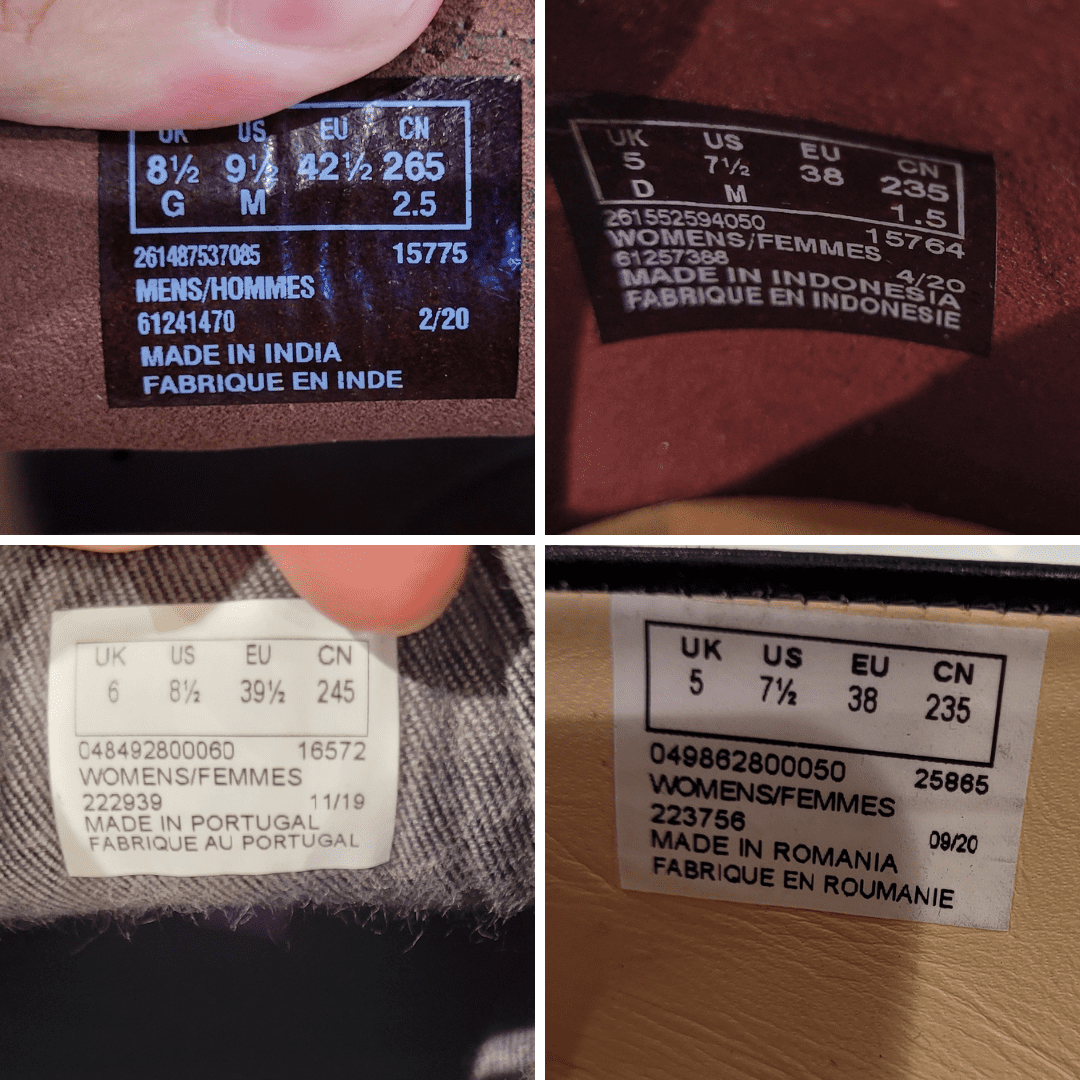 UK US EU CN
8½ 9½ 42½ 265
G M 2.5
261487537085 15775
MENS/HOMMES
61241470 2/20
MADE IN INDIA
FABRIQUE EN INDE
UK US EU CN
5 7½ 38 235
D M 1.5
261552594050 15764
WOMENS/FEMMES
61257388 4/20
MADE IN INDONESIA
FABRIQUE EN INDONESIE
UK US EU CN
6 8½ 39½ 245
048492800060 16572
WOMENS/FEMMES
222939 11/19
MADE IN PORTUGAL
FABRIQUE AU PORTUGAL
UK US EU CN
5 7½ 38 235
049862800050 25865
WOMENS/FEMMES
223756 09/20
MADE IN ROMANIA
FABRIQUE EN ROUMANIE